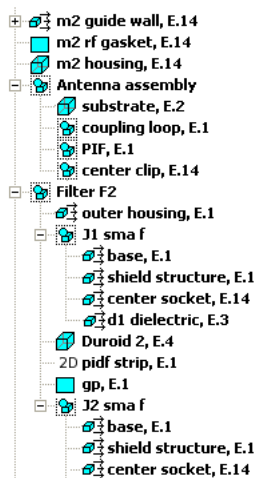 m2 guide wall, E.14
m2 rf gasket, E.14
m2 housing, E.14
Antenna assembly
substrate, E.2
coupling loop, E.1
PIF, E.1
center clip, E.14
Filter F2
outer housing, E.1
J1 sma f
base, E.1
shield structure, E.1
center socket, E.14
d1 dielectric, E.3
Duroid 2, E.4
2D pidf strip, E.1
gp, E.1
J2 sma f
base, E.1
shield structure, E.1
center socket, E.14